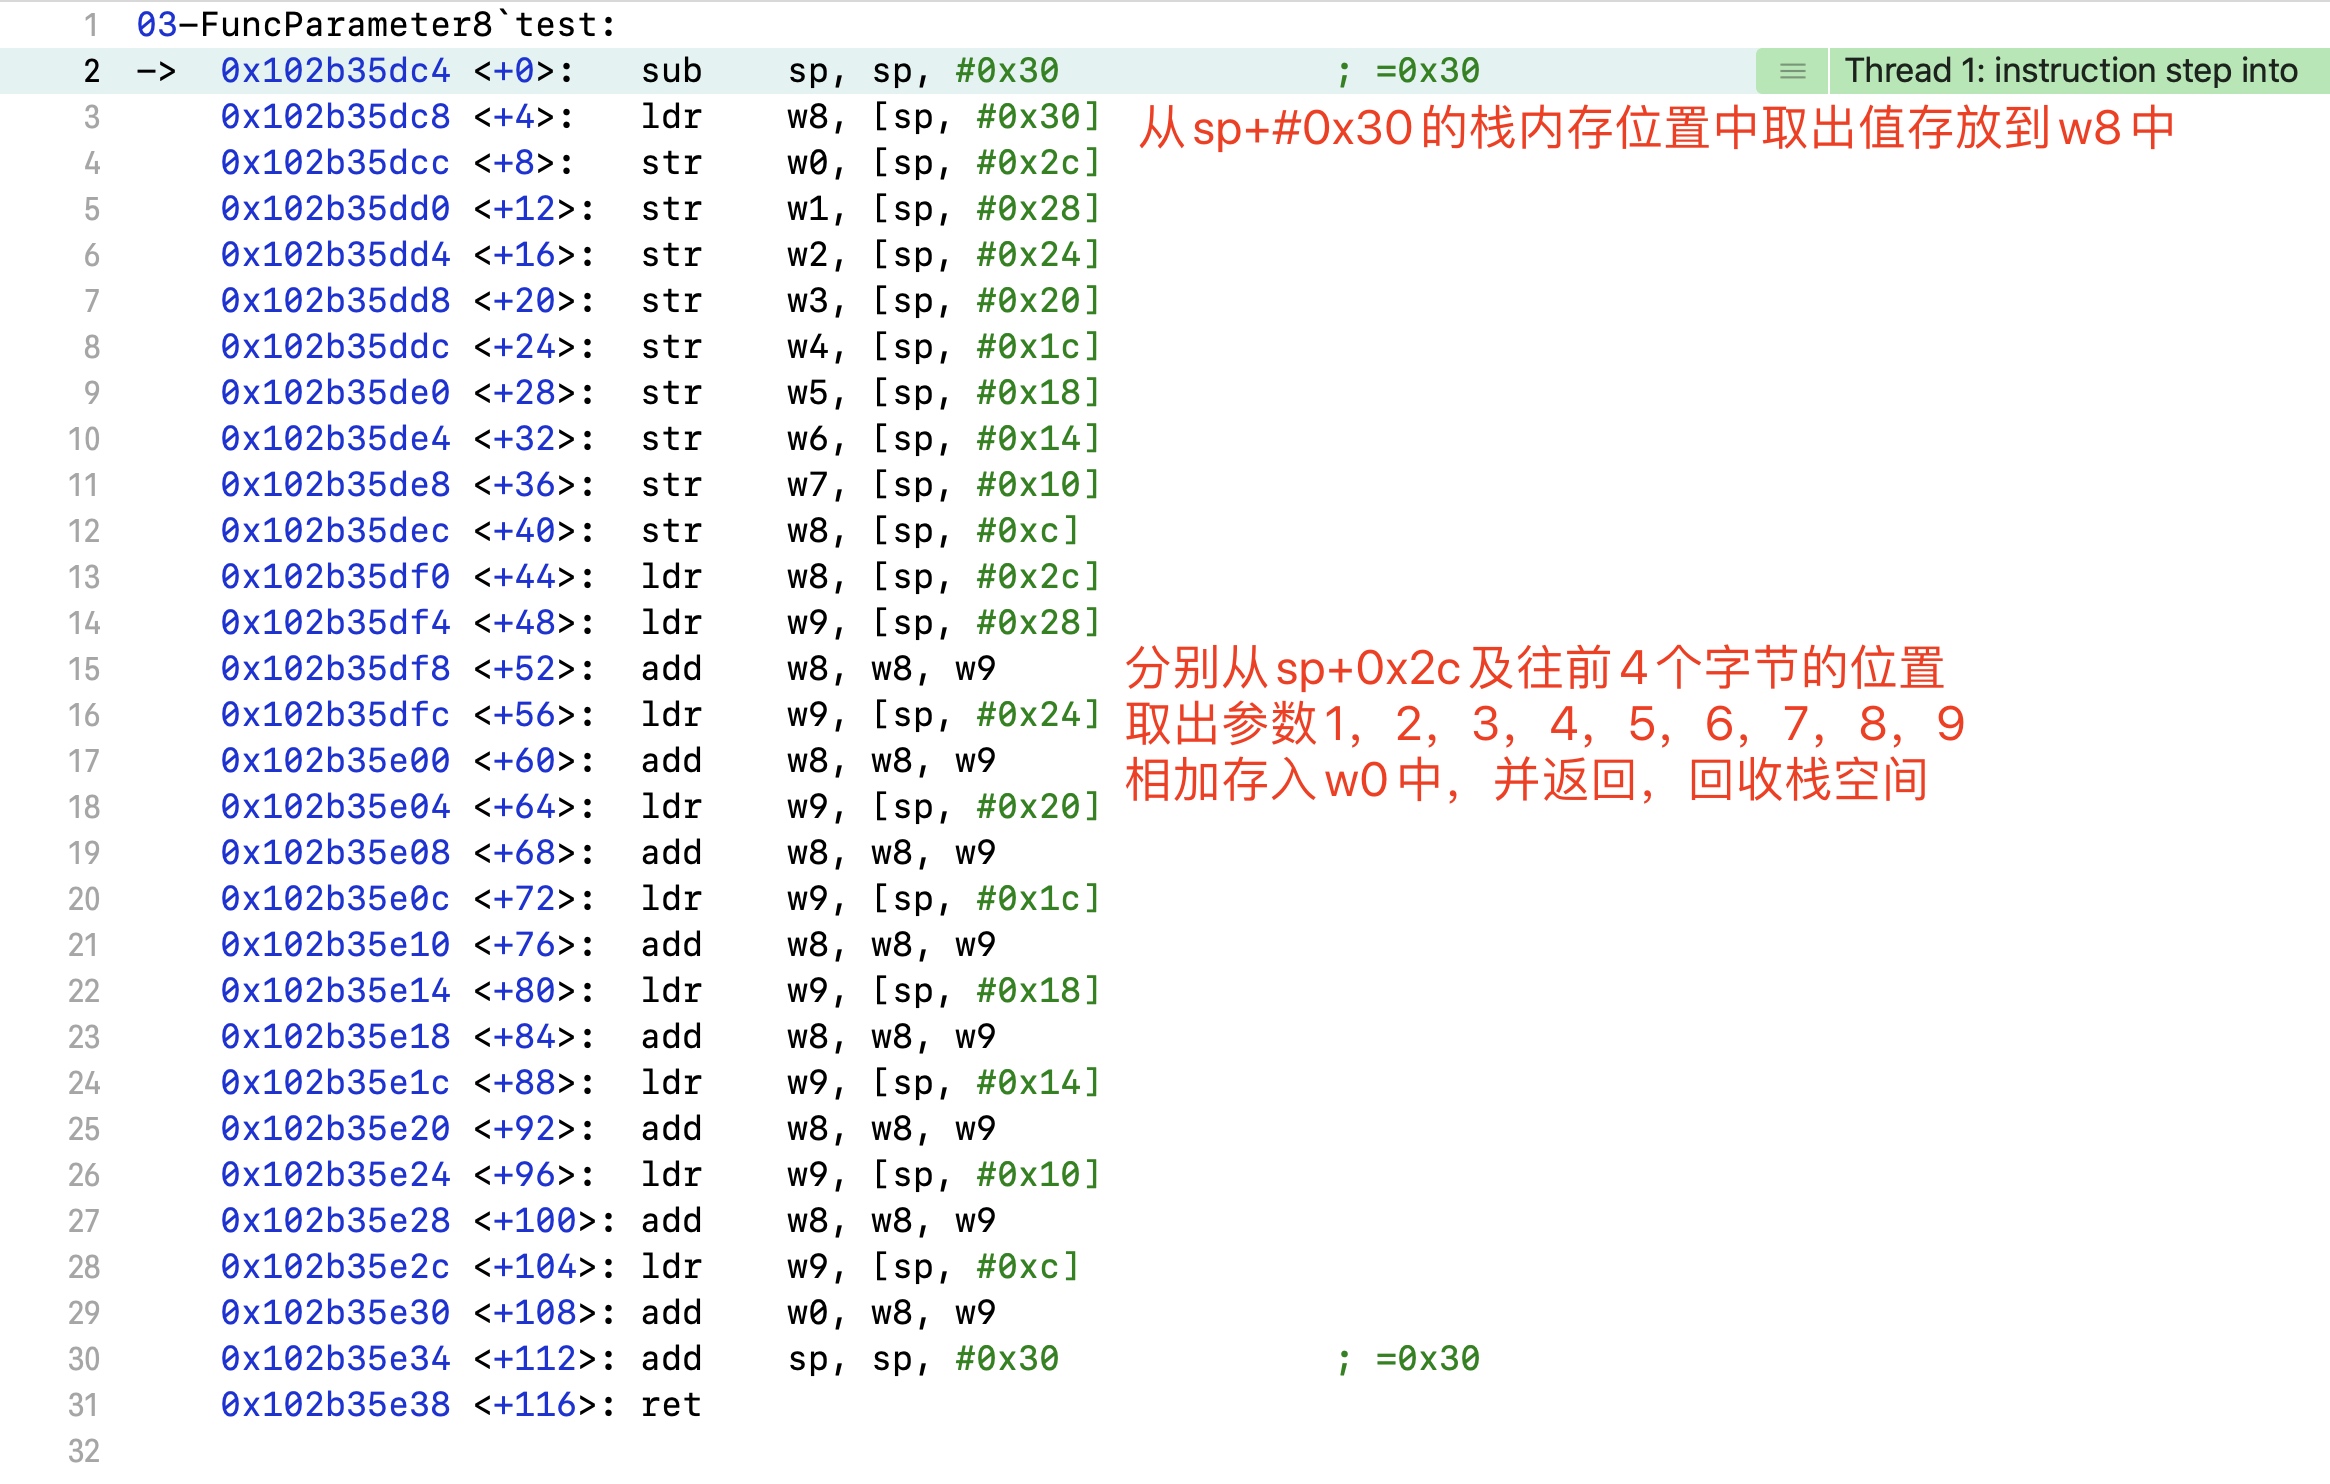 1 03-FuncParameter8`test:
2 -> 0x102b35dc4 <+0>: sub sp, sp, #0x30 ; =0x30 Thread 1: instruction step into
3 0x102b35dc8 <+4>: ldr w8, [sp, #0x30] 从sp+#0x30的栈内存位置中取出值存放到w8中
4 0x102b35dcc <+8>: str w0, [sp, #0x2c]
5 0x102b35dd0 <+12>: str w1, [sp, #0x28]
6 0x102b35dd4 <+16>: str w2, [sp, #0x24]
7 0x102b35dd8 <+20>: str w3, [sp, #0x20]
8 0x102b35ddc <+24>: str w4, [sp, #0x1c]
9 0x102b35de0 <+28>: str w5, [sp, #0x18]
10 0x102b35de4 <+32>: str w6, [sp, #0x14]
11 0x102b35de8 <+36>: str w7, [sp, #0x10]
12 0x102b35dec <+40>: str w8, [sp, #0xc]
13 0x102b35df0 <+44>: ldr w8, [sp, #0x2c]
14 0x102b35df4 <+48>: ldr w9, [sp, #0x28]
15 0x102b35df8 <+52>: add w8, w8, w9 分别从sp+0x2c及往前4个字节的位置
16 0x102b35dfc <+56>: ldr w9, [sp, #0x24] 取出参数1，2，3，4，5，6，7，8，9
17 0x102b35e00 <+60>: add w8, w8, w9 相加存入w0中，并返回，回收栈空间
18 0x102b35e04 <+64>: ldr w9, [sp, #0x20]
19 0x102b35e08 <+68>: add w8, w8, w9
20 0x102b35e0c <+72>: ldr w9, [sp, #0x1c]
21 0x102b35e10 <+76>: add w8, w8, w9
22 0x102b35e14 <+80>: ldr w9, [sp, #0x18]
23 0x102b35e18 <+84>: add w8, w8, w9
24 0x102b35e1c <+88>: ldr w9, [sp, #0x14]
25 0x102b35e20 <+92>: add w8, w8, w9
26 0x102b35e24 <+96>: ldr w9, [sp, #0x10]
27 0x102b35e28 <+100>: add w8, w8, w9
28 0x102b35e2c <+104>: ldr w9, [sp, #0xc]
29 0x102b35e30 <+108>: add w0, w8, w9
30 0x102b35e34 <+112>: add sp, sp, #0x30 ; =0x30
31 0x102b35e38 <+116>: ret
32